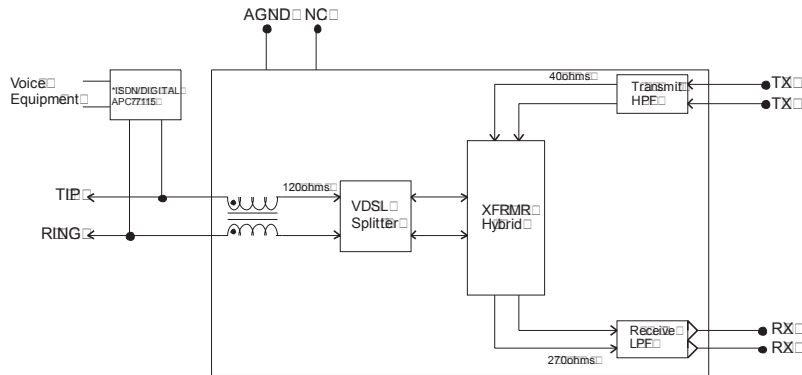 AGND NC
Voice
Equipment
*ISDN/DIGITAL
APC77115
40ohms
Transmit
HPF
TX
TX
TIP
120ohms
VDSL
Splitter
XFRMR
Hybrid
RING
Receive
LPF
RX
RX
270ohms